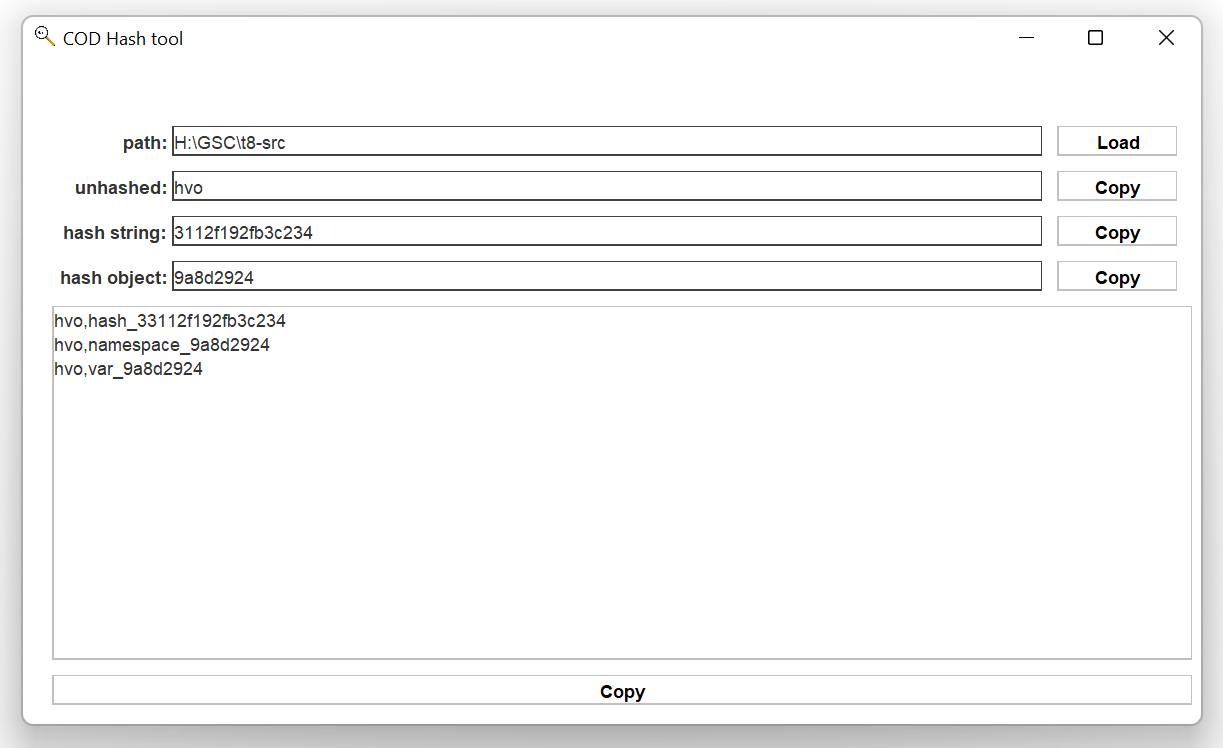 COD Hash tool
path: H:\GSC\t8-src Load
unhashed: hvo Copy
hash string: 3112f192fb3c234 Copy
hash object: 9a8d2924 Copy
hvo,hash_33112f192fb3c234
hvo,namespace_9a8d2924
hvo,var_9a8d2924
Copy